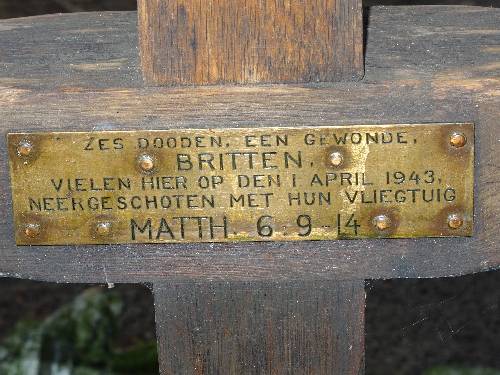 ZES DOODEN, EEN GEWONDE,
BRITTEN,
VIELEN HIER OP DEN 1 APRIL 1943,
NEERGESCHOTEN MET HUN VLIEGTUIG
MATTH. 6:9-14